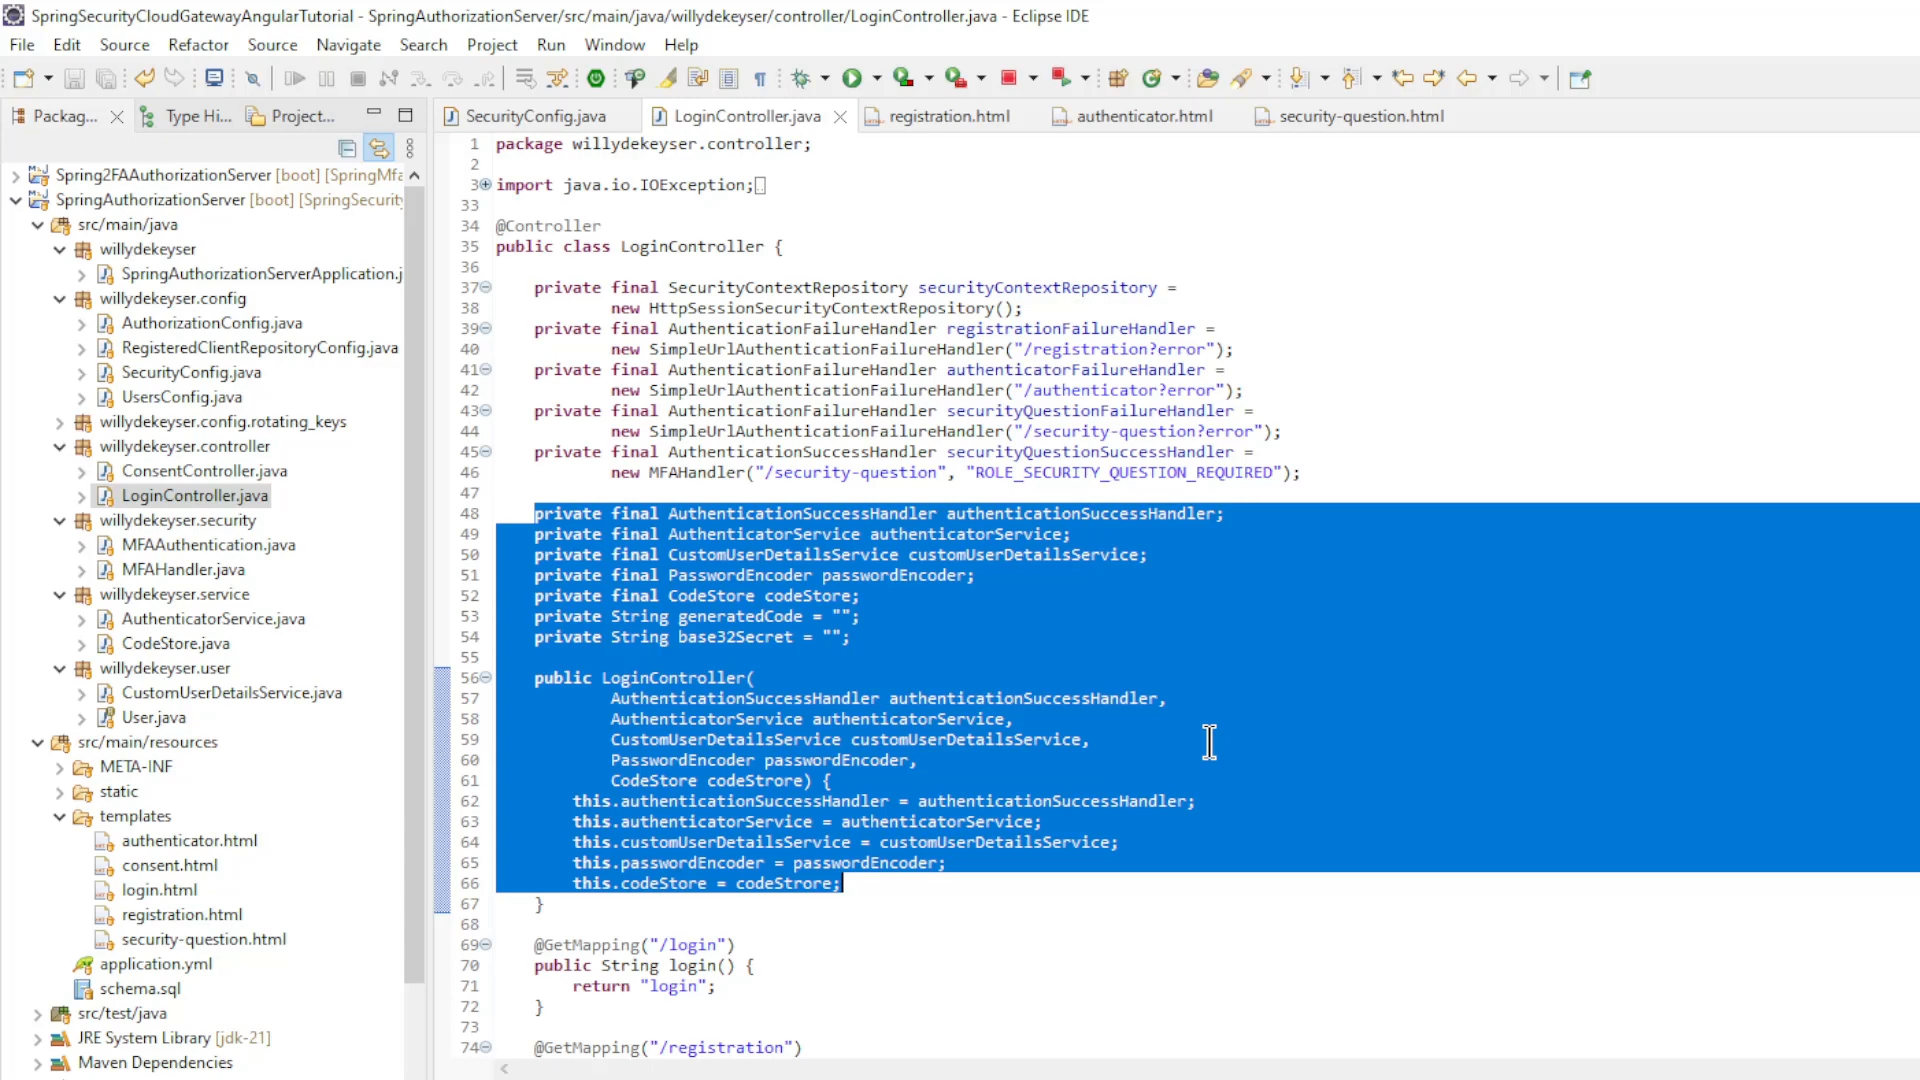 SpringSecurityCloudGatewayAngularTutorial - SpringAuthorizationServer/src/main/java/willydekeyser/controller/LoginController.java - Eclipse IDE
File Edit Source Refactor Source Navigate Search Project Run Window Help
Packag... Type Hi... Project...
SecurityConfig.java LoginController.java registration.html authenticator.html security-question.html
Spring2FAAuthorizationServer [boot] [SpringMfa
SpringAuthorizationServer [boot] [SpringSecurity
src/main/java
willydekeyser
SpringAuthorizationServerApplication.j
willydekeyser.config
AuthorizationConfig.java
RegisteredClientRepositoryConfig.java
SecurityConfig.java
UsersConfig.java
willydekeyser.config.rotating_keys
willydekeyser.controller
ConsentController.java
LoginController.java
willydekeyser.security
MFAAuthentication.java
MFAHandler.java
willydekeyser.service
AuthenticatorService.java
CodeStore.java
willydekeyser.user
CustomUserDetailsService.java
User.java
src/main/resources
META-INF
static
templates
authenticator.html
consent.html
login.html
registration.html
security-question.html
application.yml
schema.sql
src/test/java
JRE System Library [jdk-21]
Maven Dependencies
1 package willydekeyser.controller;
2
3 import java.io.IOException;
33
34 @Controller
35 public class LoginController {
36
37 private final SecurityContextRepository securityContextRepository =
38 new HttpSessionSecurityContextRepository();
39 private final AuthenticationFailureHandler registrationFailureHandler =
40 new SimpleUrlAuthenticationFailureHandler("/registration?error");
41 private final AuthenticationFailureHandler authenticatorFailureHandler =
42 new SimpleUrlAuthenticationFailureHandler("/authenticator?error");
43 private final AuthenticationFailureHandler securityQuestionFailureHandler =
44 new SimpleUrlAuthenticationFailureHandler("/security-question?error");
45 private final AuthenticationSuccessHandler securityQuestionSuccessHandler =
46 new MFAHandler("/security-question", "ROLE_SECURITY_QUESTION_REQUIRED");
47
48 private final AuthenticationSuccessHandler authenticationSuccessHandler;
49 private final AuthenticatorService authenticatorService;
50 private final CustomUserDetailsService customUserDetailsService;
51 private final PasswordEncoder passwordEncoder;
52 private final CodeStore codeStore;
53 private String generatedCode = "";
54 private String base32Secret = "";
55
56 public LoginController(
57 AuthenticationSuccessHandler authenticationSuccessHandler,
58 AuthenticatorService authenticatorService,
59 CustomUserDetailsService customUserDetailsService,
60 PasswordEncoder passwordEncoder,
61 CodeStore codeStrore) {
62 this.authenticationSuccessHandler = authenticationSuccessHandler;
63 this.authenticatorService = authenticatorService;
64 this.customUserDetailsService = customUserDetailsService;
65 this.passwordEncoder = passwordEncoder;
66 this.codeStore = codeStrore;
67 }
68
69 @GetMapping("/login")
70 public String login() {
71 return "login";
72 }
73
74 @GetMapping("/registration")